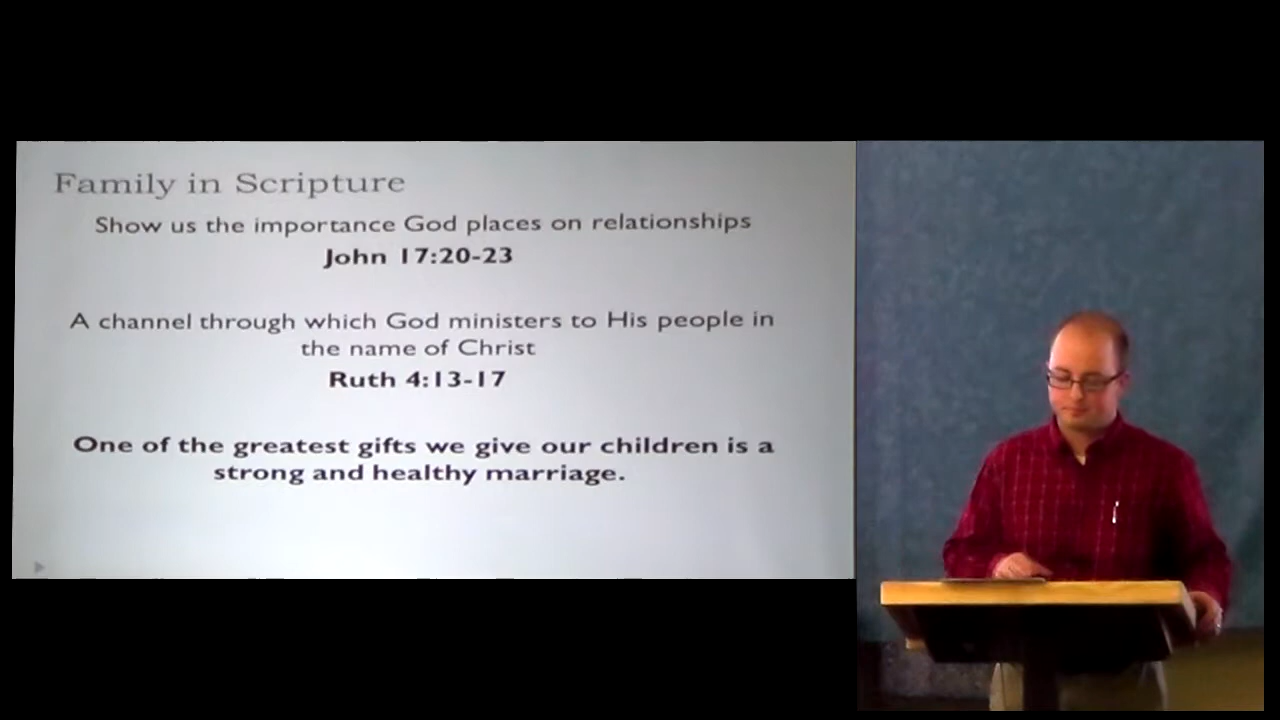 Family in Scripture
Show us the importance God places on relationships
John 17:20-23
A channel through which God ministers to His people in
the name of Christ
Ruth 4:13-17
One of the greatest gifts we give our children is a
strong and healthy marriage.